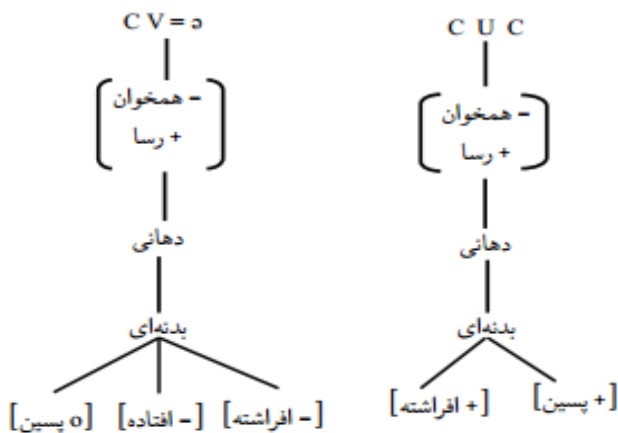 C U C
– همخوان
+ رسا
دهانی
بدنه‌ای
[+ پسین] [+ افراشته]
C V = ə
– همخوان
+ رسا
دهانی
بدنه‌ای
[– افراشته] [– افتاده] [o پسین]